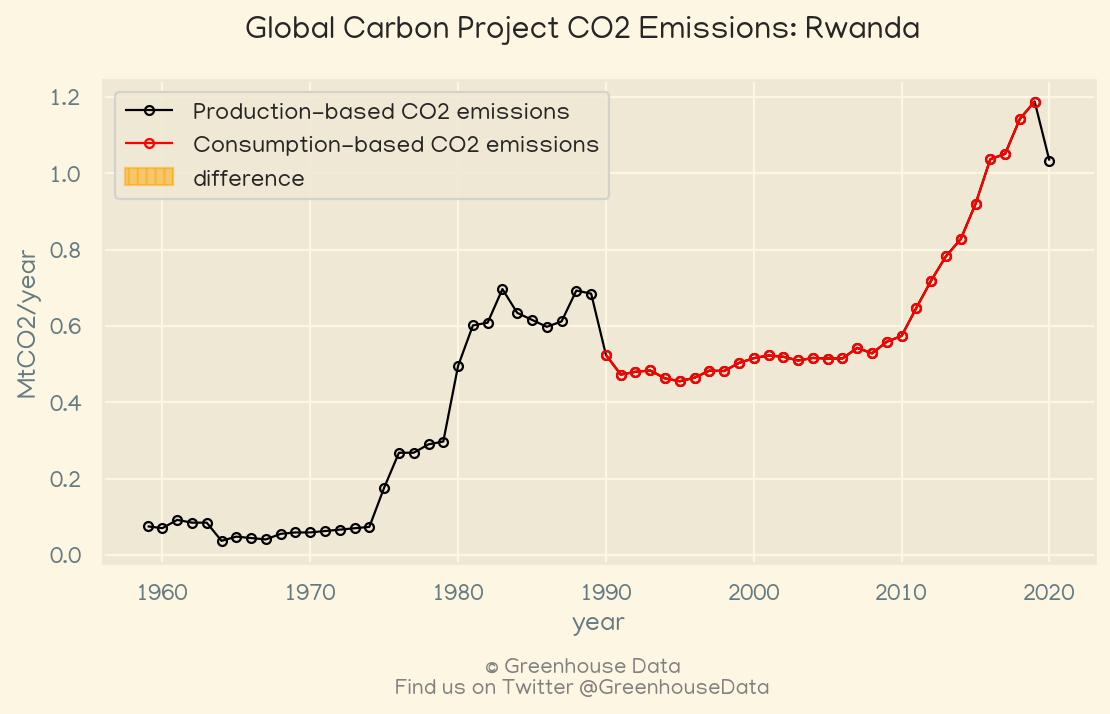 Global Carbon Project CO2 Emissions: Rwanda
Production-based CO2 emissions
Consumption-based CO2 emissions
difference
MtCO2/year
1.2
1.0
0.8
0.6
0.4
0.2
0.0
1960 1970 1980 1990 2000 2010 2020
year
© Greenhouse Data
Find us on Twitter @GreenhouseData